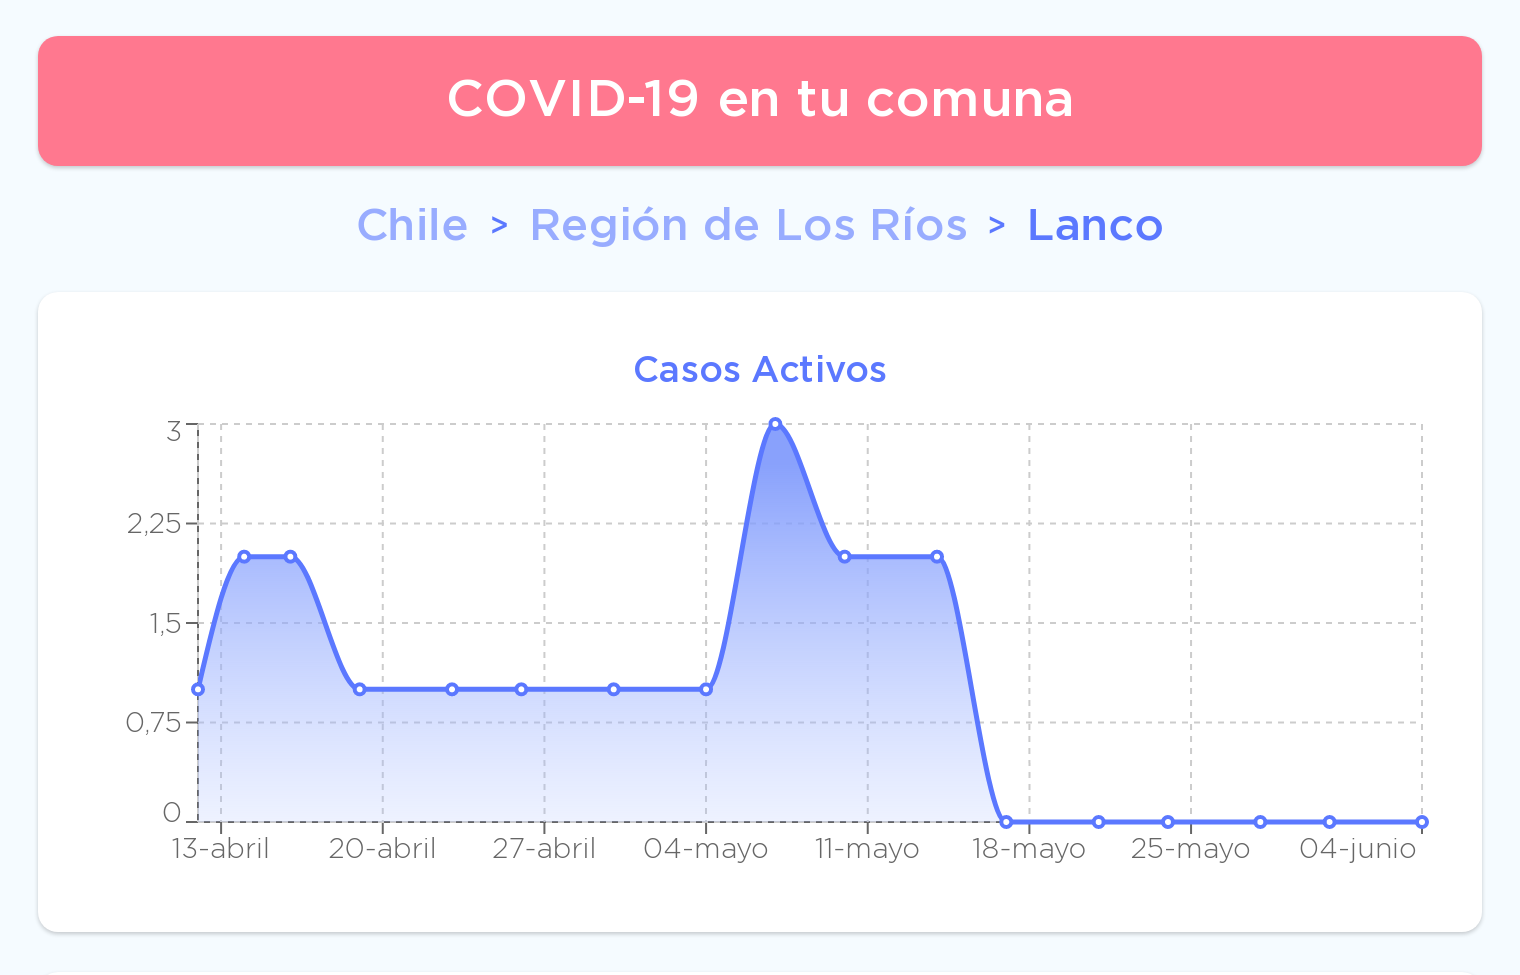 COVID-19 en tu comuna
Chile > Región de Los Ríos > Lanco
Casos Activos
3
2,25
1,5
0,75
0
13-abril 20-abril 27-abril 04-mayo 11-mayo 18-mayo 25-mayo 04-junio